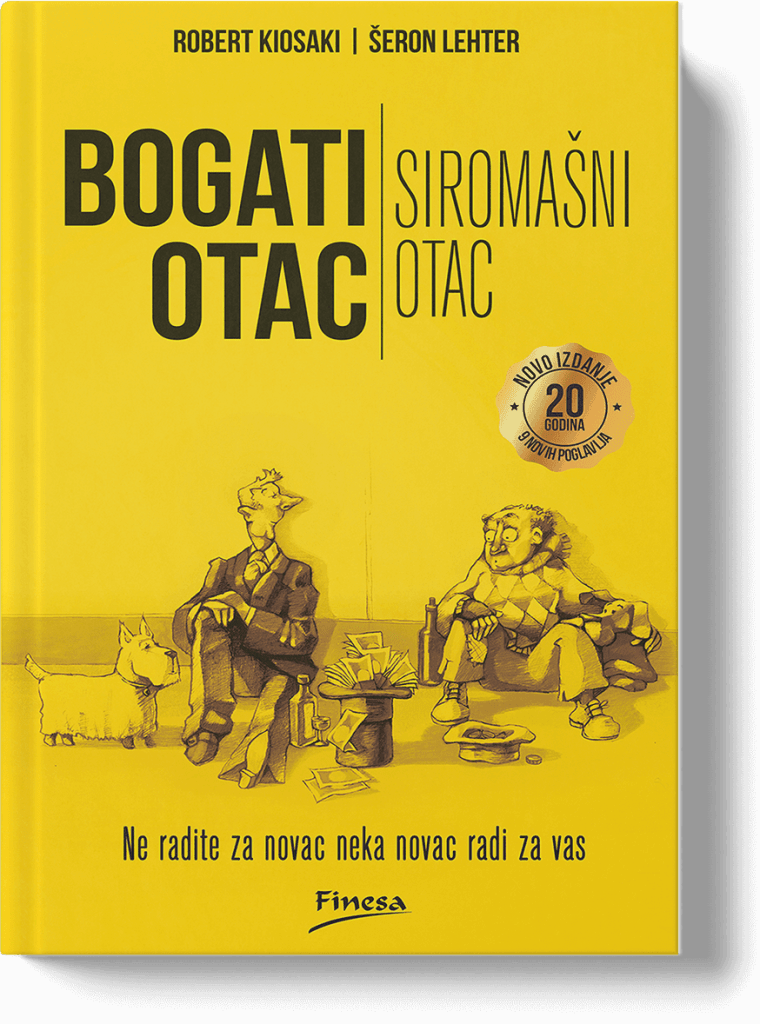 ROBERT KIOSAKI | ŠERON LEHTER
BOGATI
OTAC
SIROMAŠNI
OTAC
NOVO IZDANJE
20
GODINA
9 NOVIH POGLAVLJA
Ne radite za novac neka novac radi za vas
Finesa